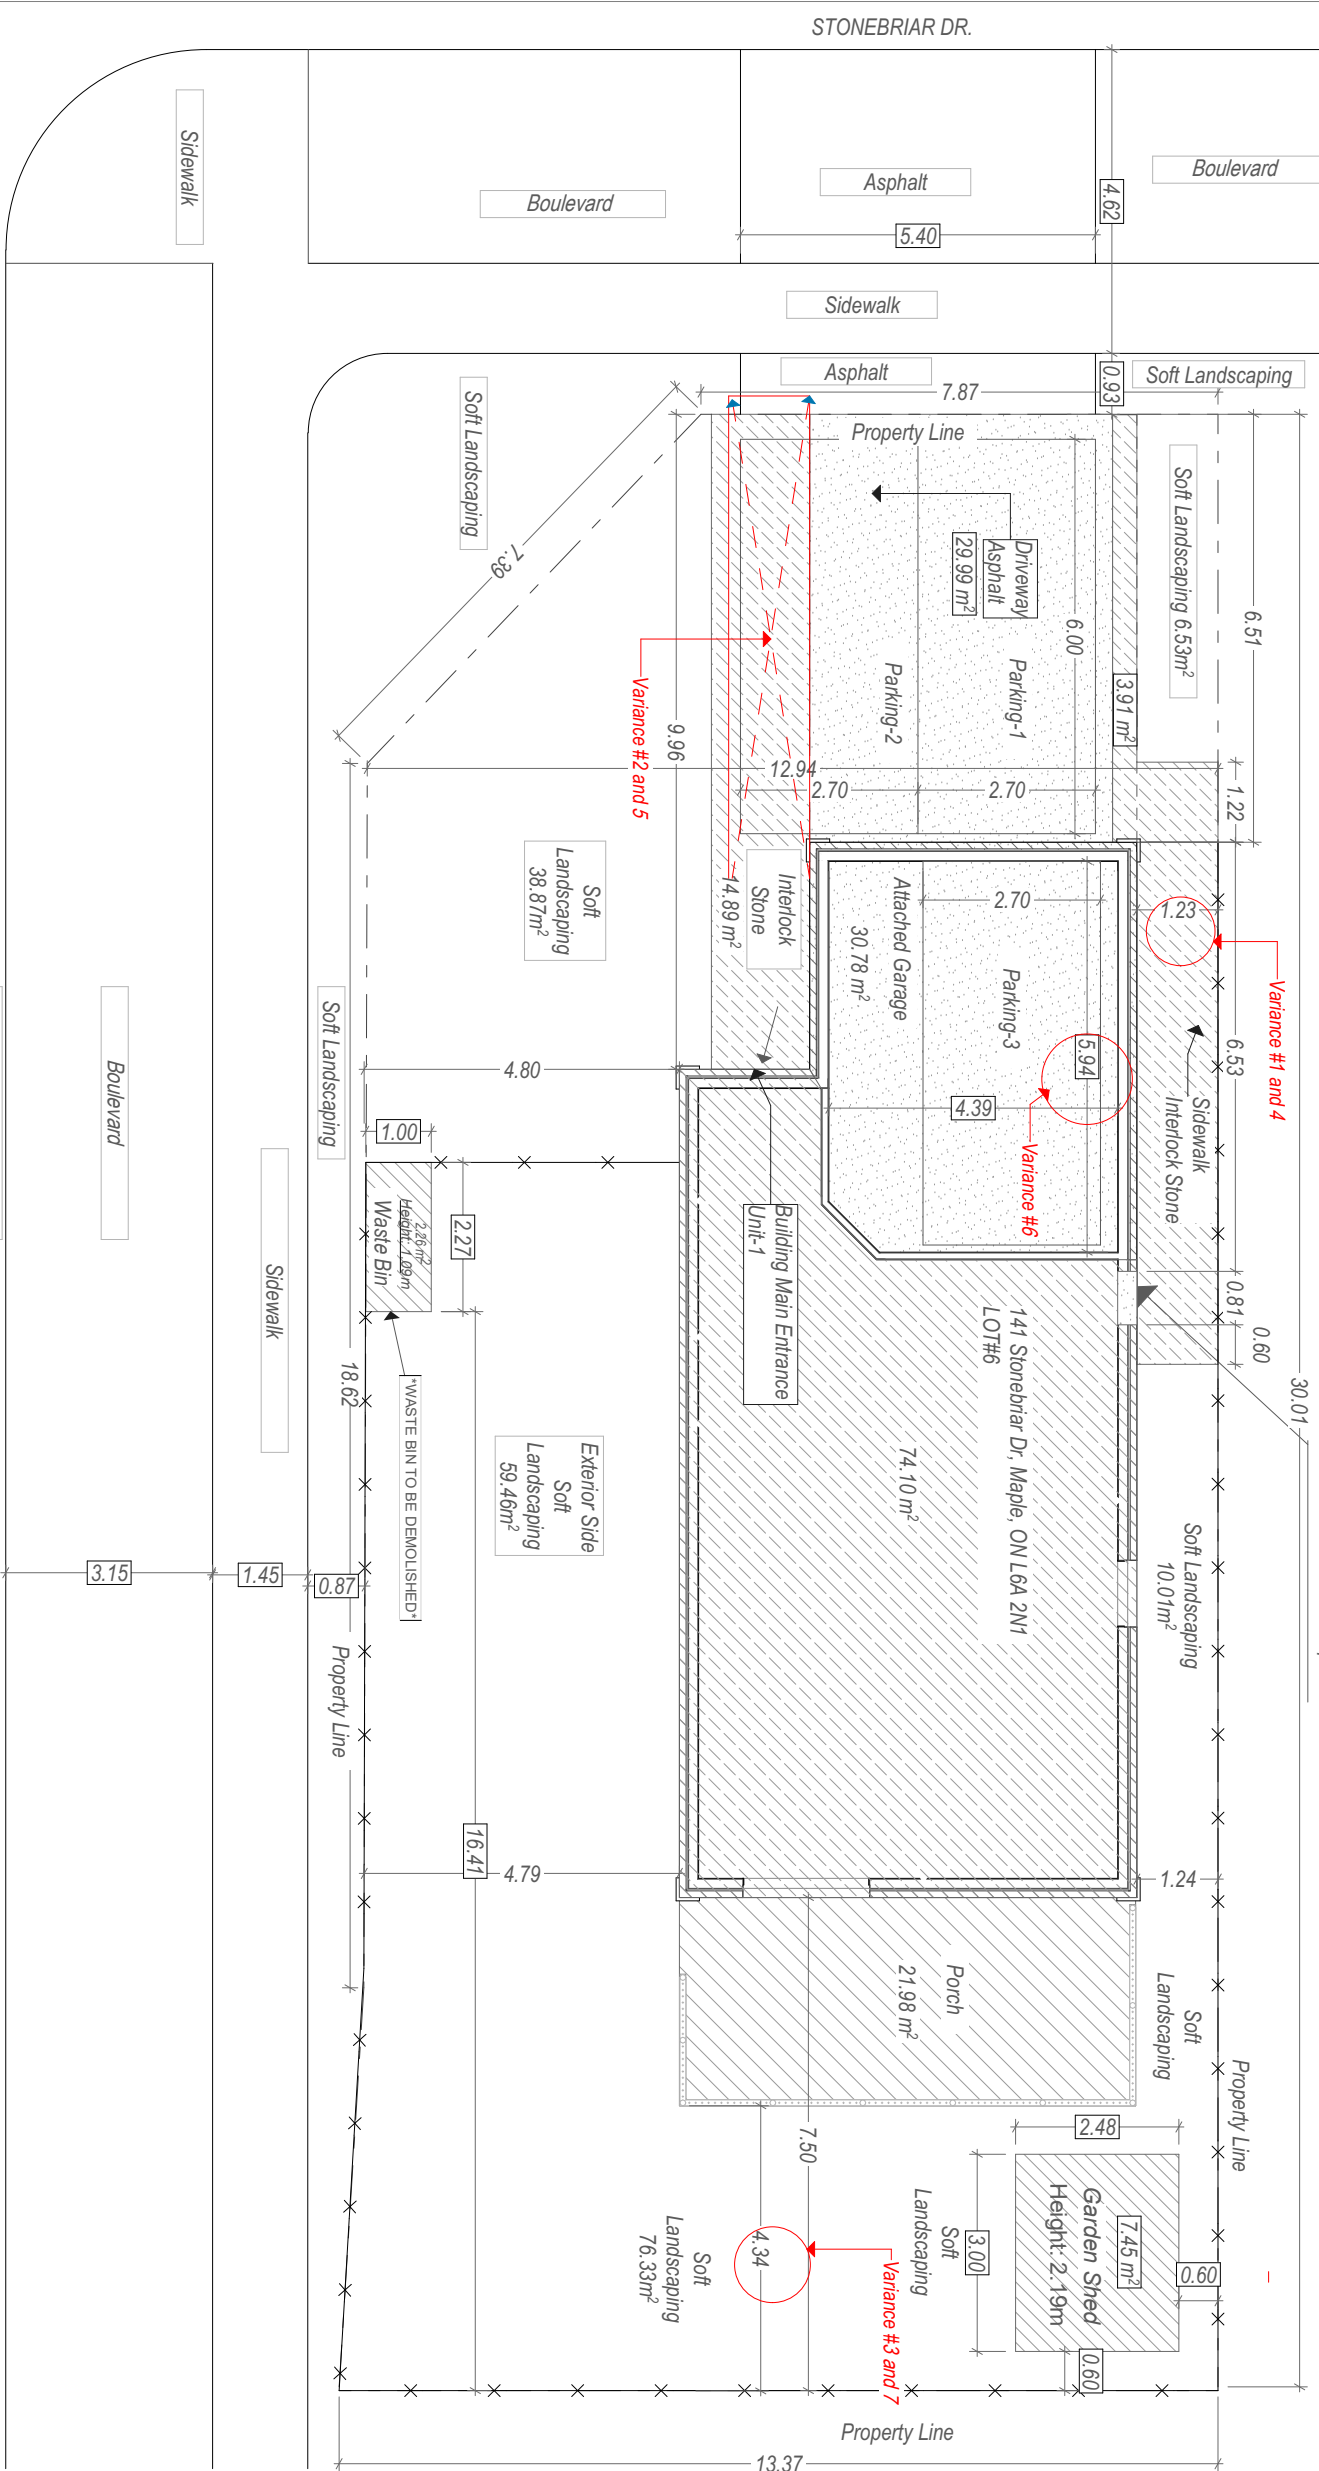 STONEBRIAR DR.
Sidewalk
Boulevard
Asphalt
Boulevard
4.62
5.40
Sidewalk
Asphalt
0.93
Soft Landscaping
7.87
Soft Landscaping
Property Line
Soft Landscaping 6.53m²
6.51
7.39
Driveway
Asphalt
29.99 m²
6.00
Parking-1
Parking-2
3.91 m²
Variance #2 and 5
9.96
12.94
2.70
2.70
1.22
Soft
Landscaping
38.87m²
Interlock
Stone
14.89 m²
Attached Garage
30.78 m²
2.70
Parking-3
5.94
4.39
Variance #6
1.23
Variance #1 and 4
6.53
Sidewalk
Interlock Stone
Soft Landscaping
Boulevard
Sidewalk
4.80
1.00
2.27
2.26 m²
Height: 1.09m
Waste Bin
*WASTE BIN TO BE DEMOLISHED*
18.62
Building Main Entrance
Unit-1
0.81
0.60
30.01
141 Stonebriar Dr, Maple, ON L6A 2N1
LOT#6
74.10 m²
Exterior Side
Soft
Landscaping
59.46m²
Soft Landscaping
10.01m²
3.15
1.45
0.87
Property Line
16.41
4.79
1.24
Porch
21.98 m²
Soft
Landscaping
Property Line
7.50
2.48
Garden Shed
Height: 2.19m
7.45 m²
3.00
0.60
0.60
Soft
Landscaping
4.34
Soft
Landscaping
76.33m²
Variance #3 and 7
Property Line
13.37